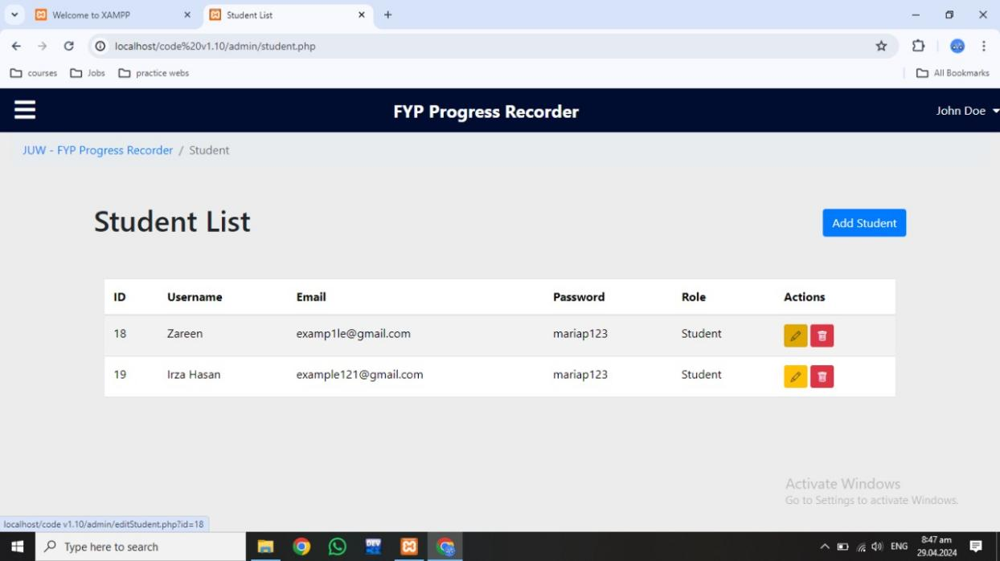 Welcome to XAMPP
Student List
localhost/code%20v1.10/admin/student.php
courses Jobs practice webs All Bookmarks
FYP Progress Recorder
John Doe
JUW - FYP Progress Recorder / Student
Student List
Add Student
ID Username Email Password Role Actions
18 Zareen examp1le@gmail.com mariap123 Student
19 Irza Hasan example121@gmail.com mariap123 Student
Activate Windows
Go to Settings to activate Windows.
localhost/code v1.10/admin/editStudent.php?id=18
Type here to search
DEV
ENG
8:47 am
29.04.2024